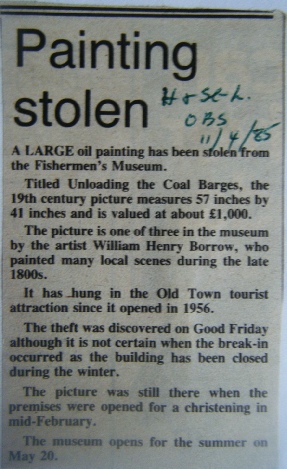 Painting
stolen
H & St. L.
OBS
11/4/85
A LARGE oil painting has been stolen from
the Fishermen's Museum.
Titled Unloading the Coal Barges, the
19th century picture measures 57 inches by
41 inches and is valued at about £1,000.
The picture is one of three in the museum
by the artist William Henry Borrow, who
painted many local scenes during the late
1800s.
It has hung in the Old Town tourist
attraction since it opened in 1956.
The theft was discovered on Good Friday
although it is not certain when the break-in
occurred as the building has been closed
during the winter.
The picture was still there when the
premises were opened for a christening in
mid-February.
The museum opens for the summer on
May 20.